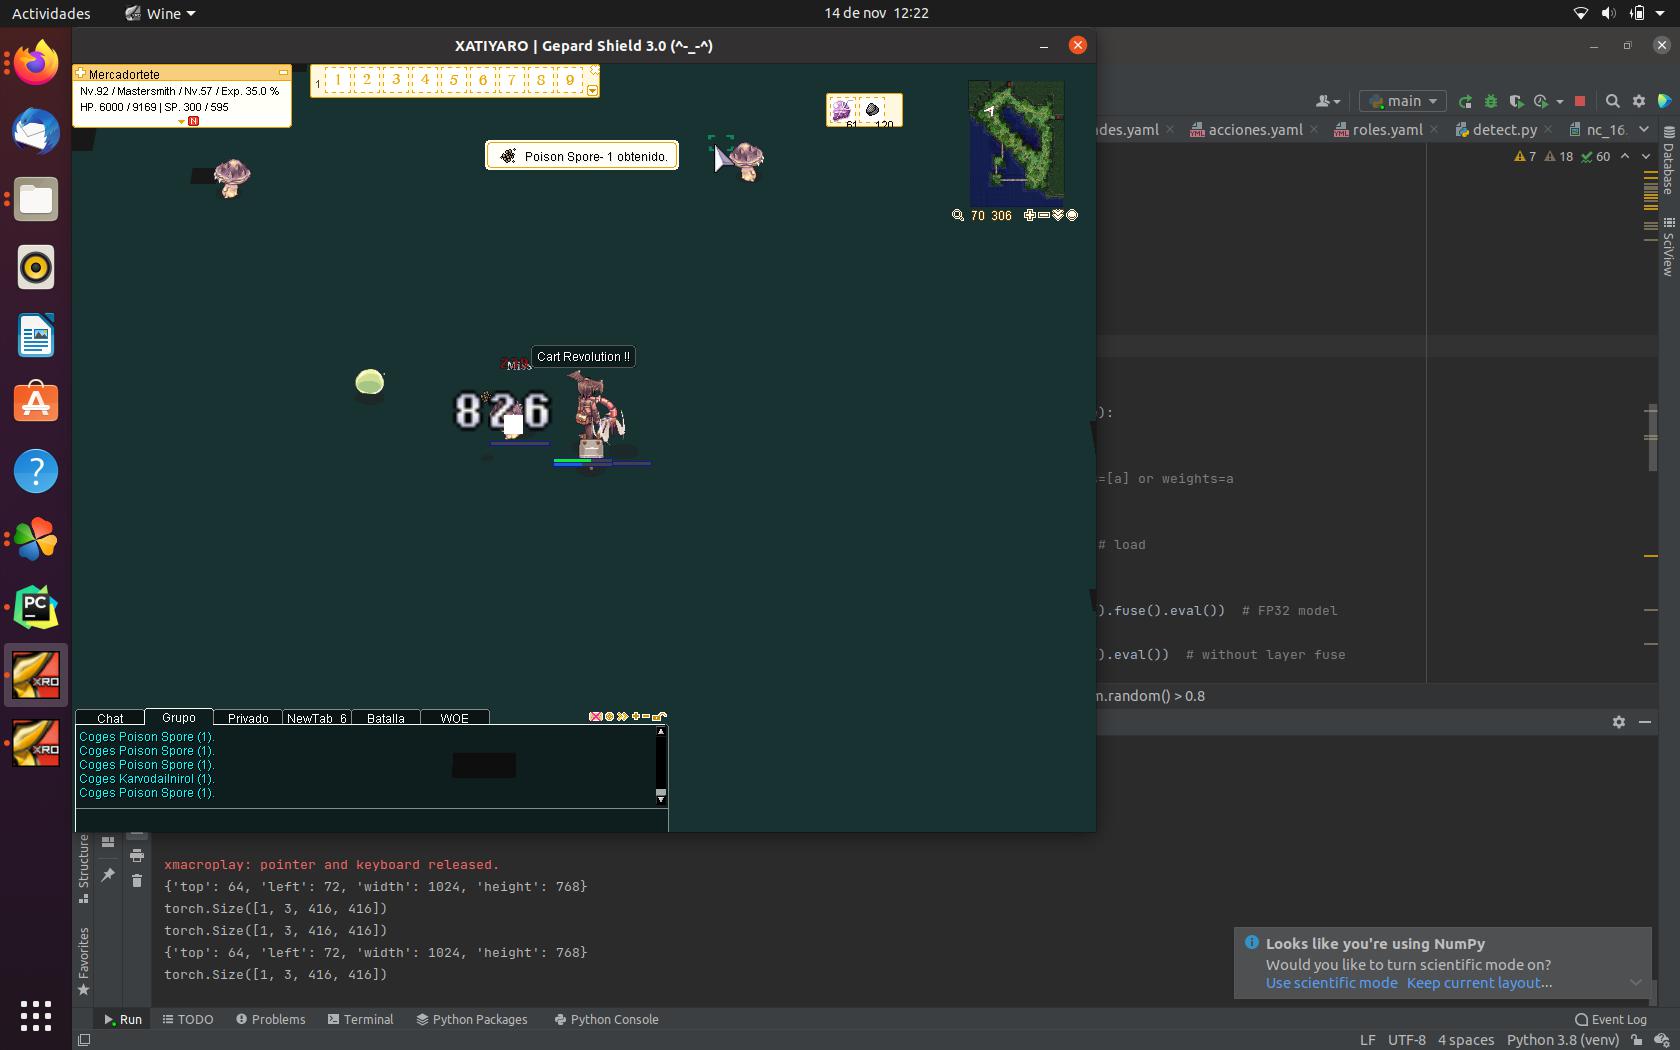 Actividades
Wine
14 de nov 12:22
XATIYARO | Gepard Shield 3.0 (^-_-^)
Mercadortete
Nv.92 / Mastersmith / Nv.57 / Exp. 35.0 %
HP. 6000 / 9169 | SP. 300 / 595
N
1 1 2 3 4 5 6 7 8 9
61 120
Poison Spore- 1 obtenido.
70 306
Miss
Cart Revolution !!
826
Chat Grupo Privado NewTab_6 Batalla WOE
Coges Poison Spore (1).
Coges Poison Spore (1).
Coges Poison Spore (1).
Coges Karvodailnirol (1).
Coges Poison Spore (1).
main
des.yaml acciones.yaml roles.yaml detect.py nc_16
7 18 60
Database
SciView
):
=[a] or weights=a
# load
).fuse().eval()) # FP32 model
).eval()) # without layer fuse
m.random() > 0.8
PC
XRO
XRO
Structure
Favorites
xmacroplay: pointer and keyboard released.
{'top': 64, 'left': 72, 'width': 1024, 'height': 768}
torch.Size([1, 3, 416, 416])
torch.Size([1, 3, 416, 416])
{'top': 64, 'left': 72, 'width': 1024, 'height': 768}
torch.Size([1, 3, 416, 416])
Looks like you're using NumPy
Would you like to turn scientific mode on?
Use scientific mode Keep current layout...
Run TODO Problems Terminal Python Packages Python Console
Event Log
LF UTF-8 4 spaces Python 3.8 (venv)